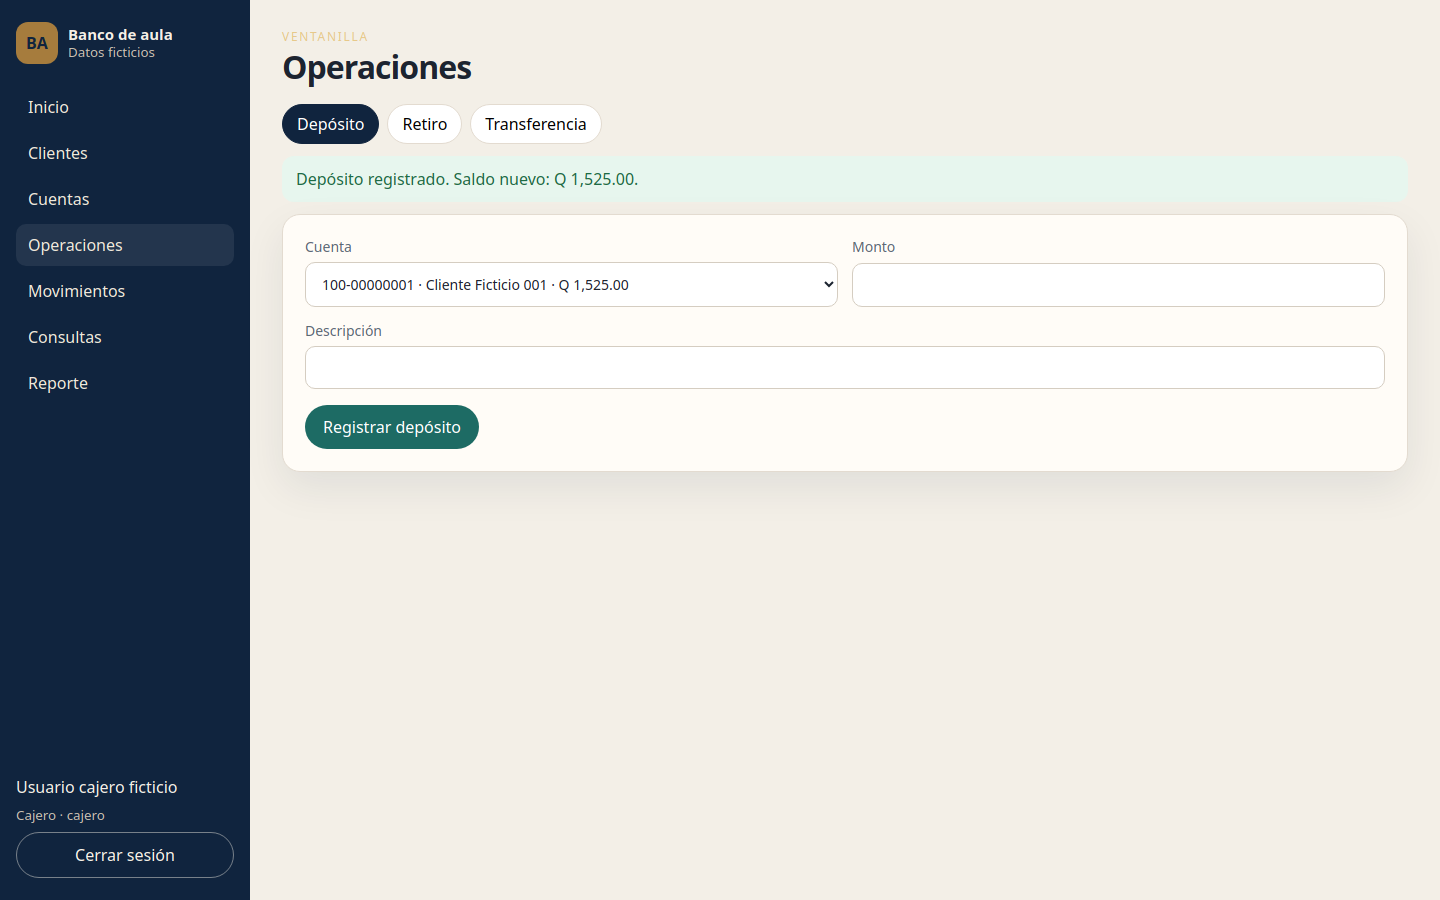 BA
Banco de aula
Datos ficticios
Inicio
Clientes
Cuentas
Operaciones
Movimientos
Consultas
Reporte
Usuario cajero ficticio
Cajero · cajero
Cerrar sesión
VENTANILLA
Operaciones
Depósito
Retiro
Transferencia
Depósito registrado. Saldo nuevo: Q 1,525.00.
Cuenta
100-00000001 · Cliente Ficticio 001 · Q 1,525.00
Monto
Descripción
Registrar depósito